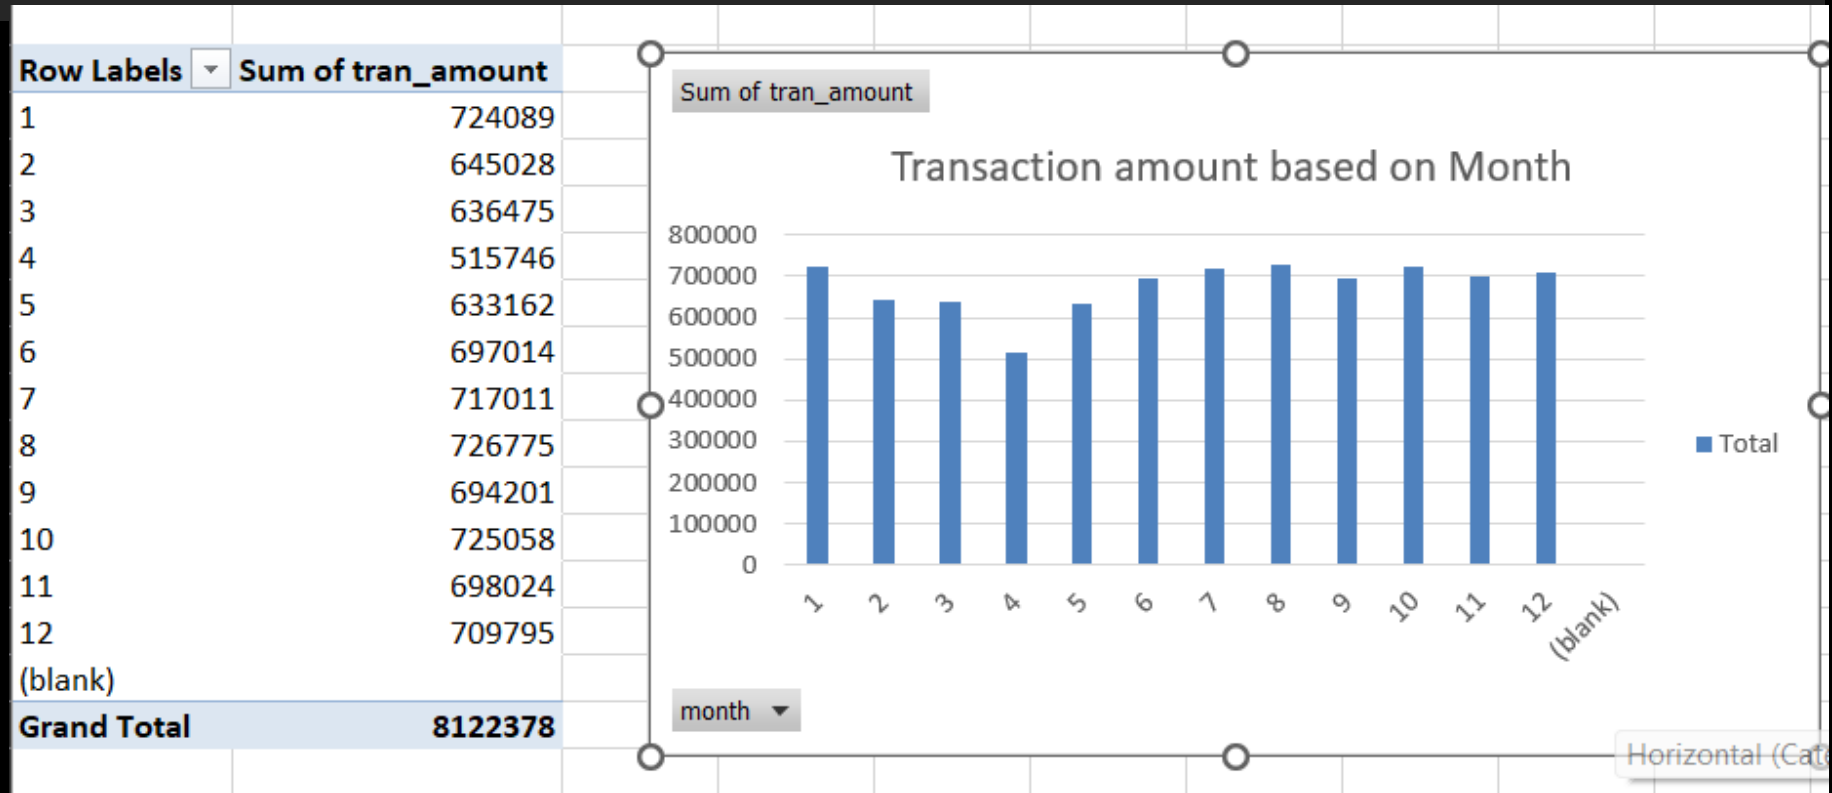 Row Labels Sum of tran_amount
1 724089
2 645028
3 636475
4 515746
5 633162
6 697014
7 717011
8 726775
9 694201
10 725058
11 698024
12 709795
(blank)
Grand Total 8122378
Sum of tran_amount
Transaction amount based on Month
800000
700000
600000
500000
400000
300000
200000
100000
0
1 2 3 4 5 6 7 8 9 10 11 12 (blank)
Total
month
Horizontal